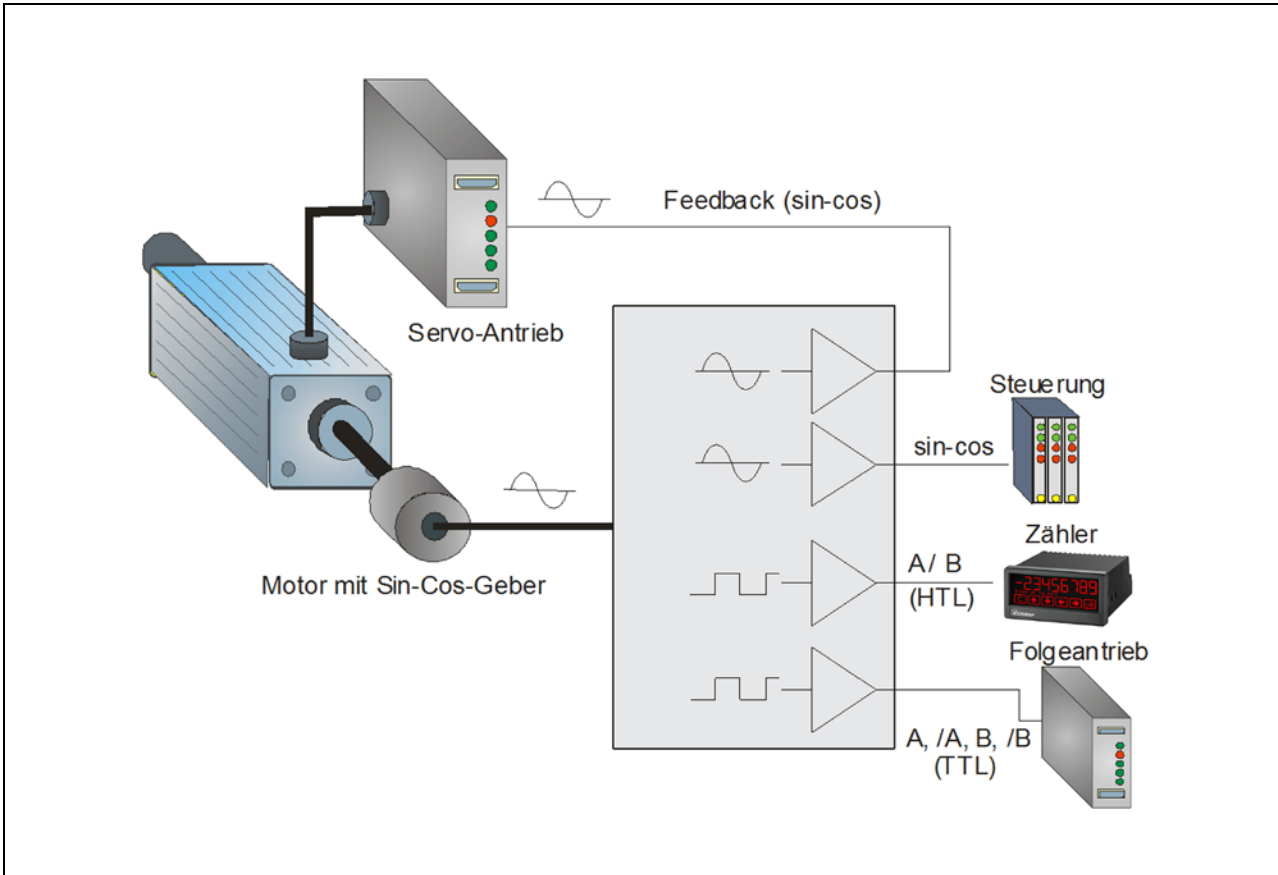 Feedback (sin-cos)
Servo-Antrieb
Steuerung
sin-cos
Zähler
A / B
(HTL)
-23456789
Motor mit Sin-Cos-Geber
Folgeantrieb
A, /A, B, /B
(TTL)